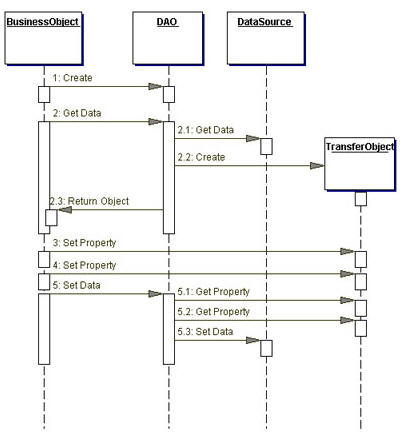 BusinessObject
DAO
DataSource
1: Create
2: Get Data
2.1: Get Data
TransferObject
2.2: Create
2.3: Return Object
3: Set Property
4: Set Property
5: Set Data
5.1: Get Property
5.2: Get Property
5.3: Set Data